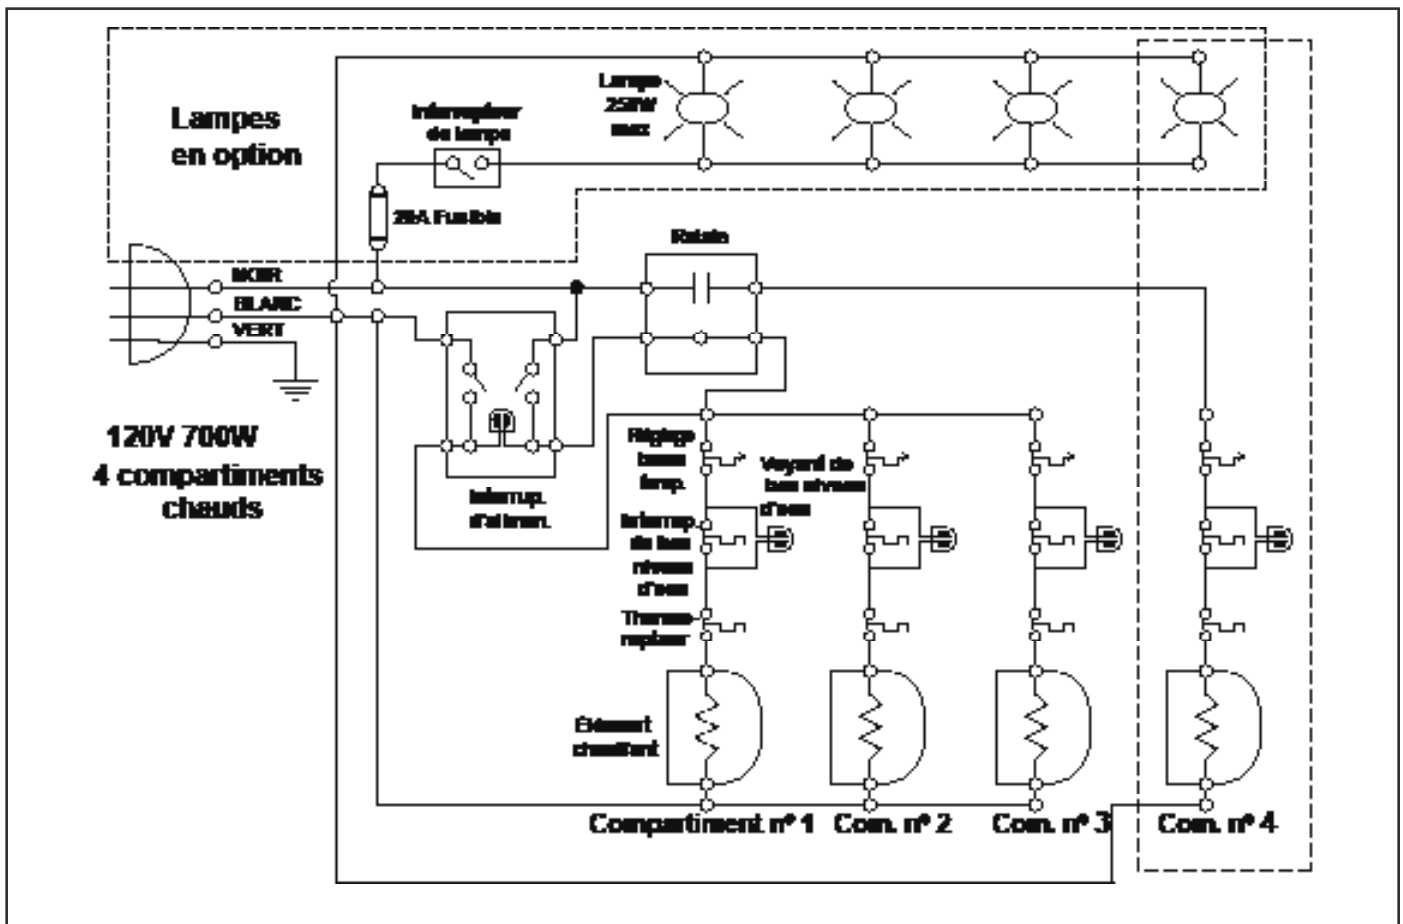 Lampes
en option
Interrupteur
de lampe
Lampe
250W
max
20A Fusible
Relais
NOIR
BLANC
VERT
120V 700W
4 compartiments
chauds
Interrup.
d'alimen.
Réglage
basse
temp.
Voyant de
bas niveau
d'eau
Interrup.
de bas
niveau
d'eau
Thermo-
Élément
chauffant
Compartiment nº 1
Com. nº 2
Com. nº 3
Com. nº 4